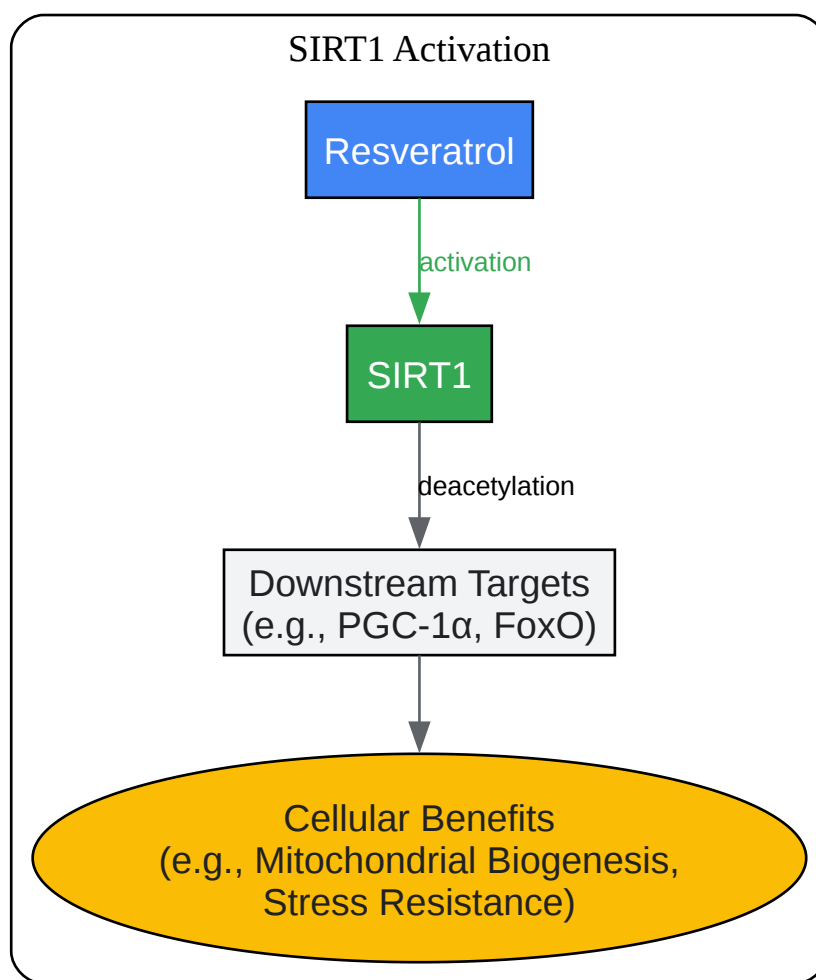 SIRT1 Activation
Resveratrol
activation
SIRT1
deacetylation
Downstream Targets
(e.g., PGC-1α, FoxO)
Cellular Benefits
(e.g., Mitochondrial Biogenesis,
Stress Resistance)